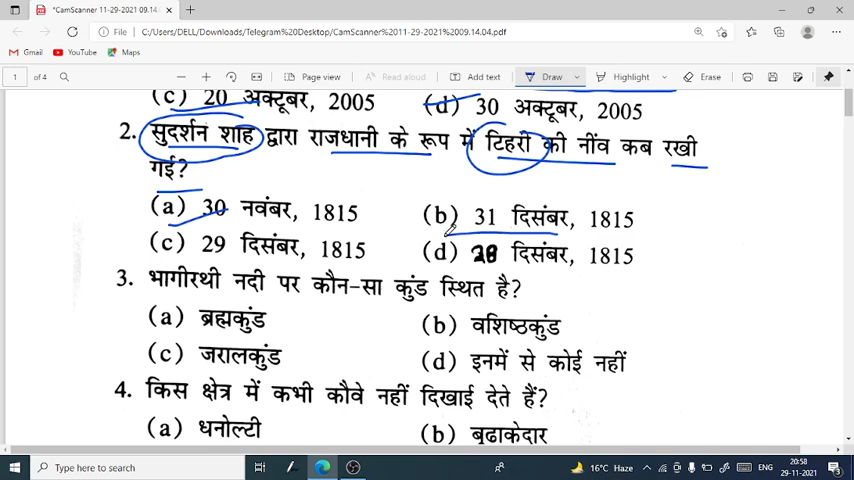 *CamScanner 11-29-2021 09.14.04
C:/Users/DELL/Downloads/Telegram%20Desktop/CamScanner%2011-29-2021%2009.14.04.pdf
Gmail YouTube Maps
1 of 4 Page view Read aloud Add text Draw Highlight Erase
(c) 20 अक्टूबर, 2005 (d) 30 अक्टूबर, 2005
2. सुदर्शन शाह द्वारा राजधानी के रूप में टिहरी की नींव कब रखी
गई?
(a) 30 नवंबर, 1815 (b) 31 दिसंबर, 1815
(c) 29 दिसंबर, 1815 (d) 28 दिसंबर, 1815
3. भागीरथी नदी पर कौन-सा कुंड स्थित है?
(a) ब्रह्मकुंड (b) वशिष्ठकुंड
(c) जरालकुंड (d) इनमें से कोई नहीं
4. किस क्षेत्र में कभी कौवे नहीं दिखाई देते हैं?
(a) धनोल्टी (b) बूढाकेदार
Type here to search 16°C Haze ENG 20:58
29-11-2021 3